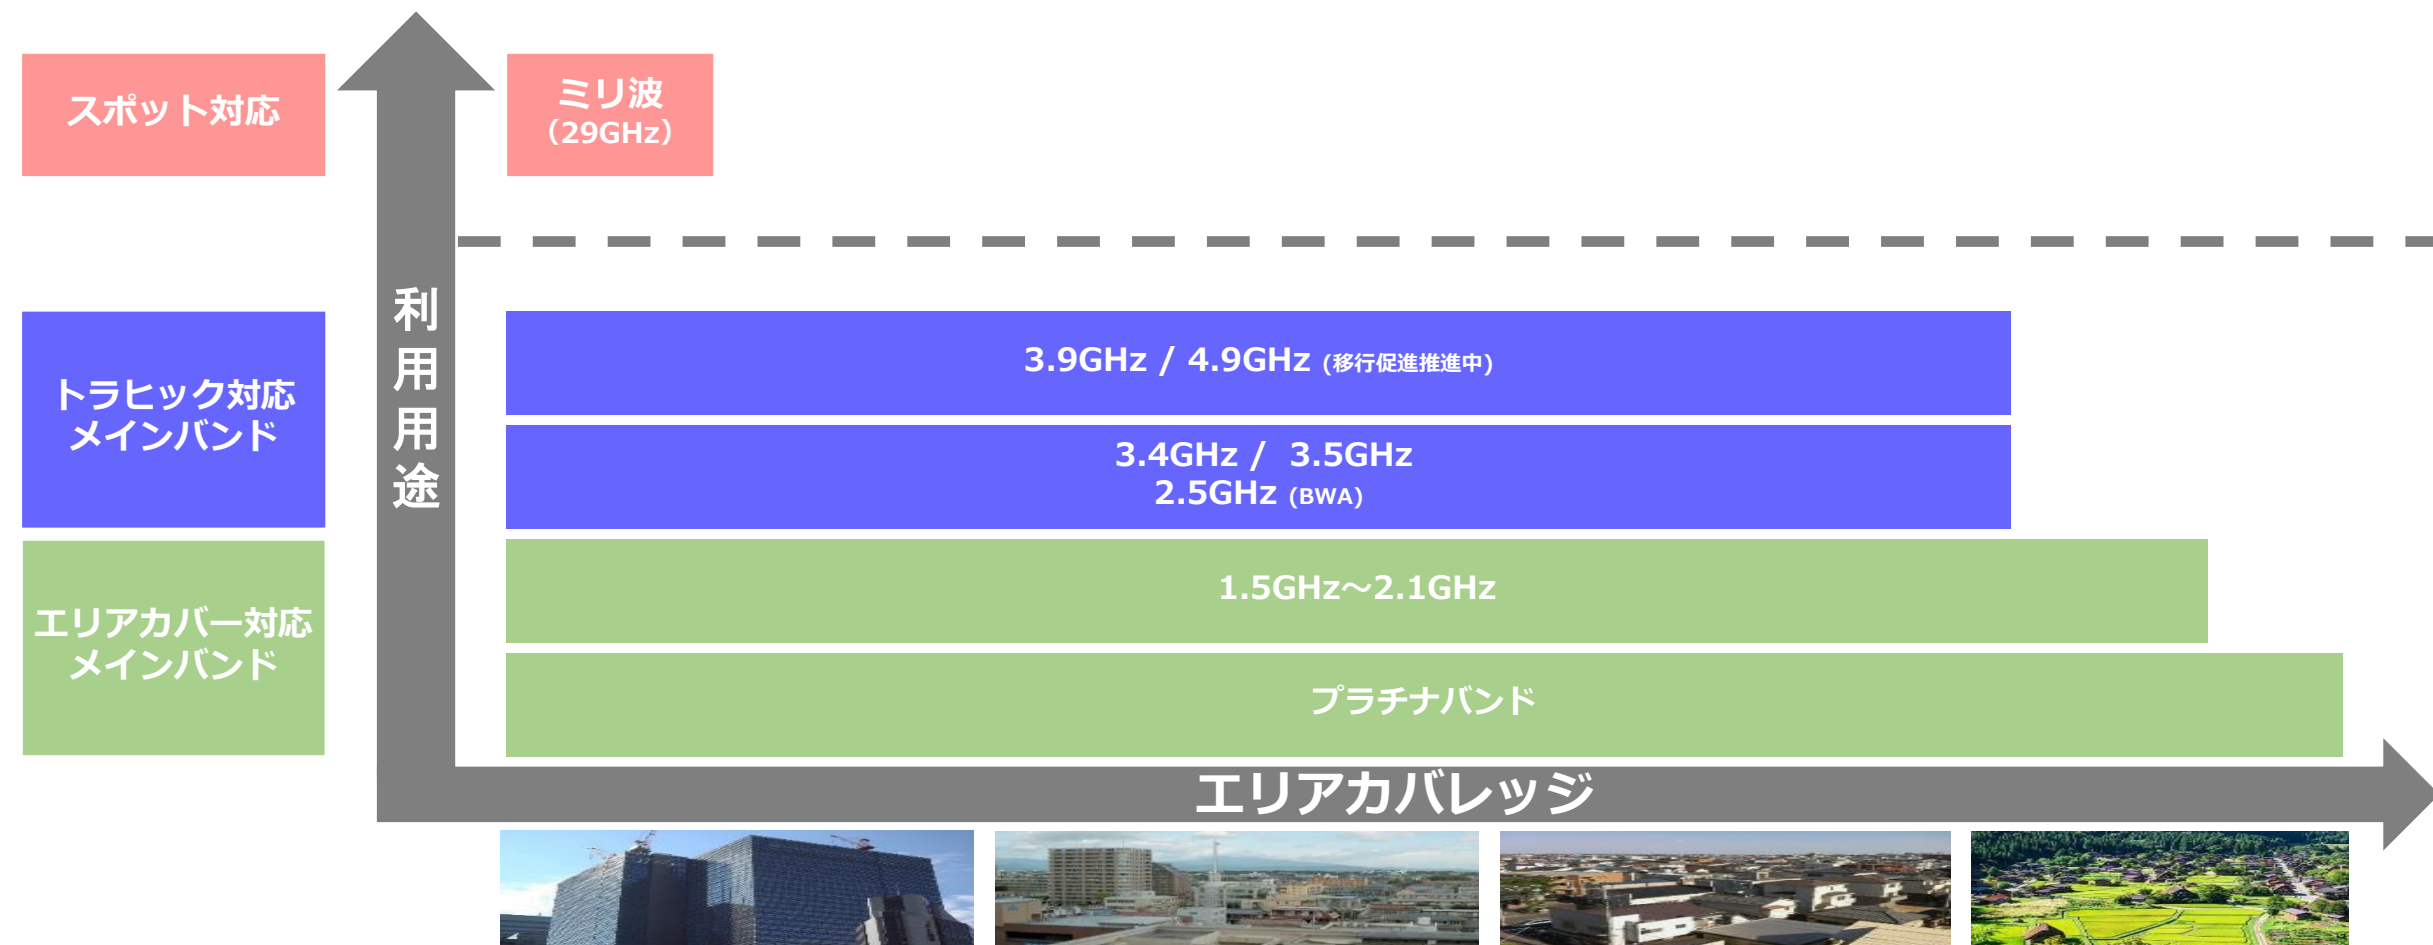 スポット対応
ミリ波
（29GHz）
利用用途
トラヒック対応
メインバンド
3.9GHz / 4.9GHz (移行促進推進中)
3.4GHz / 3.5GHz
2.5GHz (BWA)
エリアカバー対応
メインバンド
1.5GHz～2.1GHz
プラチナバンド
エリアカバレッジ